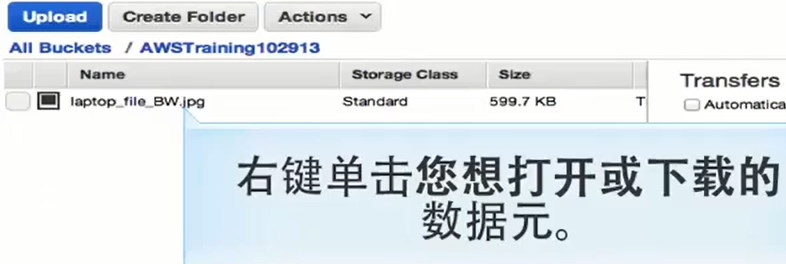 Upload Create Folder Actions
All Buckets / AWSTraining102913
Name Storage Class Size
Transfers
laptop_file_BW.jpg Standard 599.7 KB T
Automatica
右键单击您想打开或下载的
数据元。